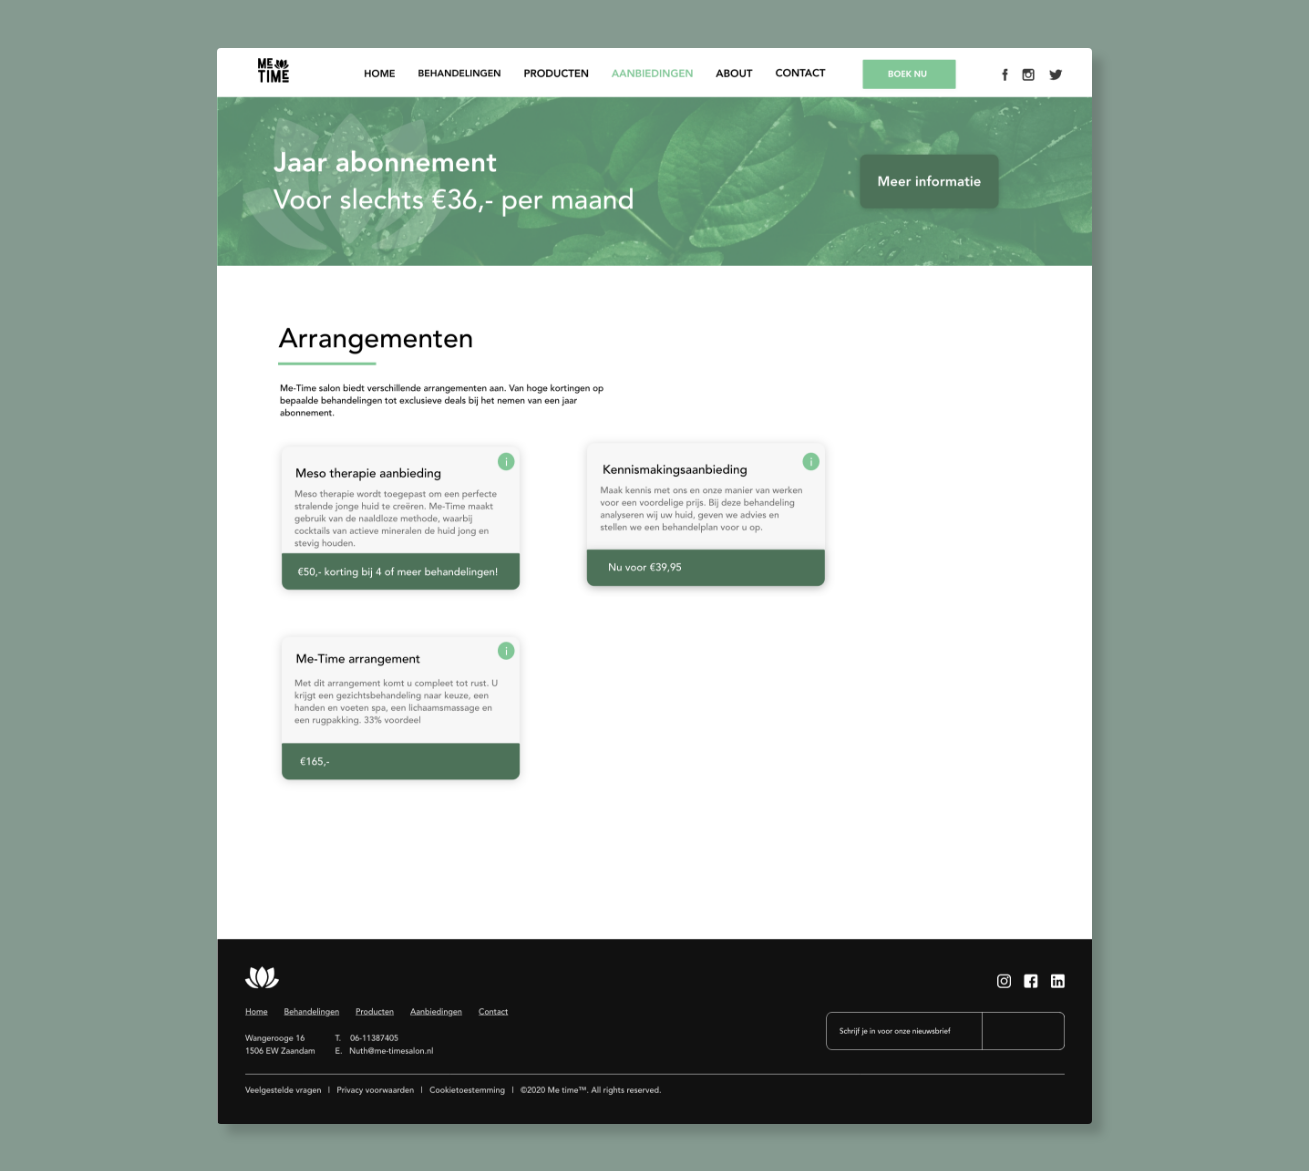 ME
TIME
HOME
BEHANDELINGEN
PRODUCTEN
AANBIEDINGEN
ABOUT
CONTACT
BOEK NU
Jaar abonnement
Voor slechts €36,- per maand
Meer informatie
Arrangementen
Me-Time salon biedt verschillende arrangementen aan. Van hoge kortingen op
bepaalde behandelingen tot exclusieve deals bij het nemen van een jaar
abonnement.
i
Meso therapie aanbieding
Meso therapie wordt toegepast om een perfecte
stralende jonge huid te creëren. Me-Time maakt
gebruik van de naaldloze methode, waarbij
cocktails van actieve mineralen de huid jong en
stevig houden.
€50,- korting bij 4 of meer behandelingen!
i
Kennismakingsaanbieding
Maak kennis met ons en onze manier van werken
voor een voordelige prijs. Bij deze behandeling
analyseren wij uw huid, geven we advies en
stellen we een behandelplan voor u op.
Nu voor €39,95
i
Me-Time arrangement
Met dit arrangement komt u compleet tot rust. U
krijgt een gezichtsbehandeling naar keuze, een
handen en voeten spa, een lichaamsmassage en
een rugpakking. 33% voordeel
€165,-
Home
Behandelingen
Producten
Aanbiedingen
Contact
Wangerooge 16
1506 EW Zaandam
T. 06-11387405
E. Nuth@me-timesalon.nl
Schrijf je in voor onze nieuwsbrief
Veelgestelde vragen | Privacy voorwaarden | Cookietoestemming | ©2020 Me time™. All rights reserved.